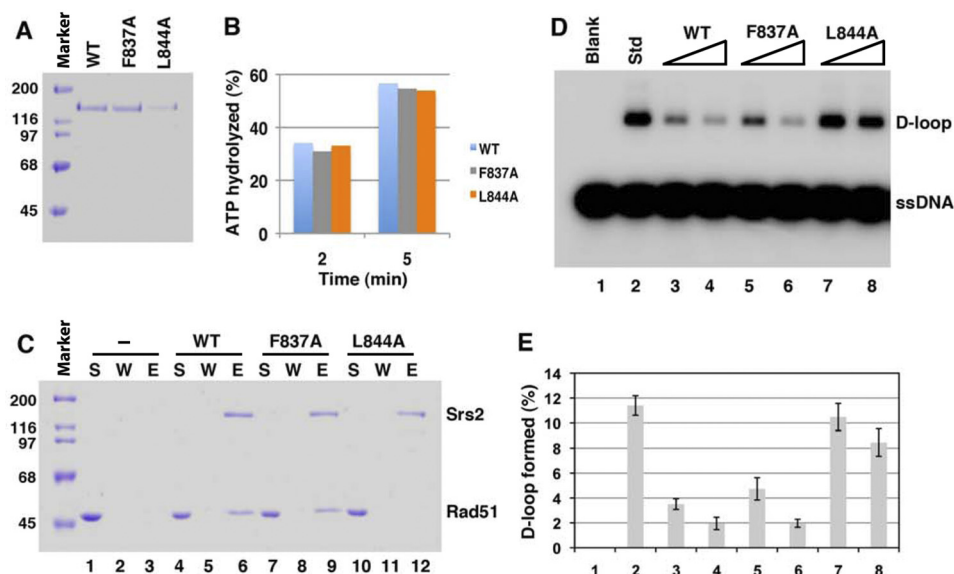 A
Marker
WT
F837A
L844A
200
116
97
68
45
B
ATP hydrolyzed (%)
60
40
20
0
2 5
Time (min)
WT
F837A
L844A
C
Marker
– WT F837A L844A
S W E S W E S W E S W E
200
116
97
68
45
Srs2
Rad51
1 2 3 4 5 6 7 8 9 10 11 12
D
Blank
Std
WT F837A L844A
D-loop
ssDNA
1 2 3 4 5 6 7 8
E
D-loop formed (%)
14
12
10
8
6
4
2
0
1 2 3 4 5 6 7 8